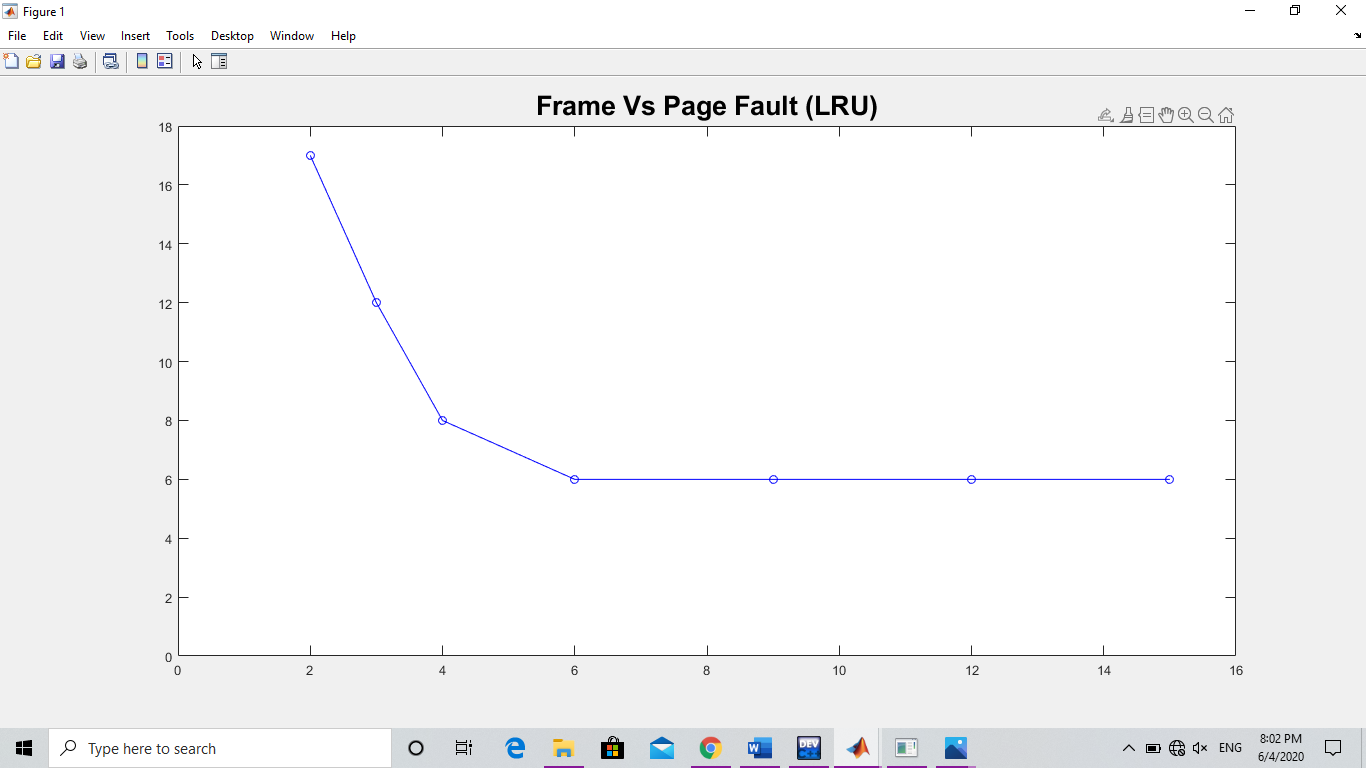 Figure 1
File Edit View Insert Tools Desktop Window Help
Frame Vs Page Fault (LRU)
18
16
14
12
10
8
6
4
2
0
0 2 4 6 8 10 12 14 16
Type here to search
DEV
C++
ENG
8:02 PM
6/4/2020